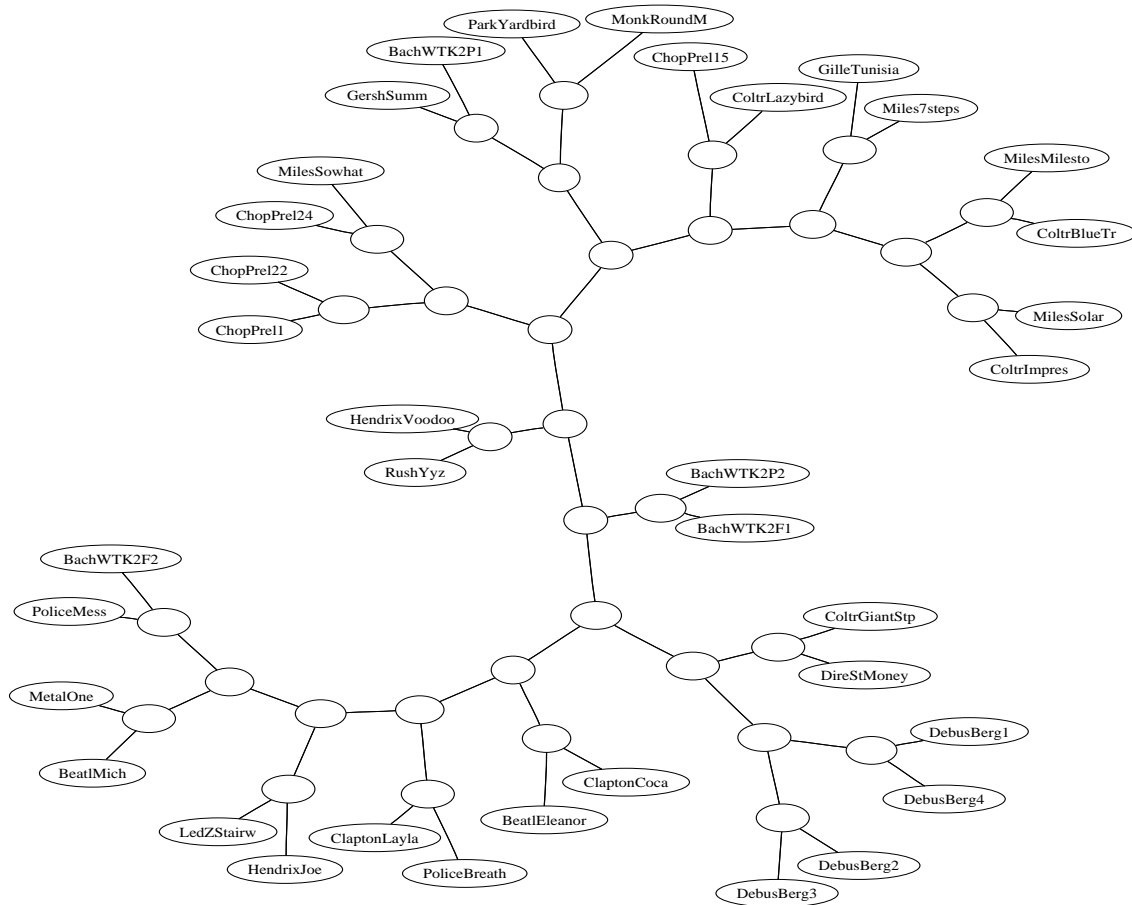 ParkYardbird
MonkRoundM
BachWTK2P1
ChopPrel15
GilleTunisia
GershSumm
ColtrLazybird
Miles7steps
MilesSowhat
MilesMilesto
ChopPrel24
ColtrBlueTr
ChopPrel22
ChopPrel1
MilesSolar
ColtrImpres
HendrixVoodoo
RushYyz
BachWTK2P2
BachWTK2F1
BachWTK2F2
PoliceMess
ColtrGiantStp
DireStMoney
MetalOne
BeatlMich
DebusBerg1
ClaptonCoca
DebusBerg4
BeatlEleanor
LedZStairw
ClaptonLayla
HendrixJoe
PoliceBreath
DebusBerg2
DebusBerg3